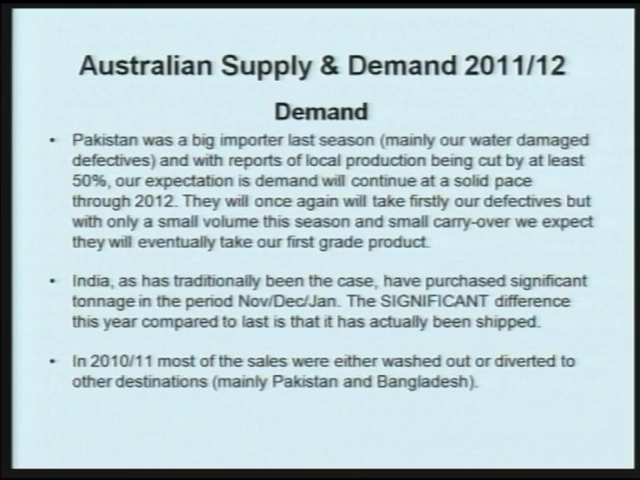 Australian Supply & Demand 2011/12
Demand
• Pakistan was a big importer last season (mainly our water damaged
defectives) and with reports of local production being cut by at least
50%, our expectation is demand will continue at a solid pace
through 2012. They will once again will take firstly our defectives but
with only a small volume this season and small carry-over we expect
they will eventually take our first grade product.
• India, as has traditionally been the case, have purchased significant
tonnage in the period Nov/Dec/Jan. The SIGNIFICANT difference
this year compared to last is that it has actually been shipped.
• In 2010/11 most of the sales were either washed out or diverted to
other destinations (mainly Pakistan and Bangladesh).